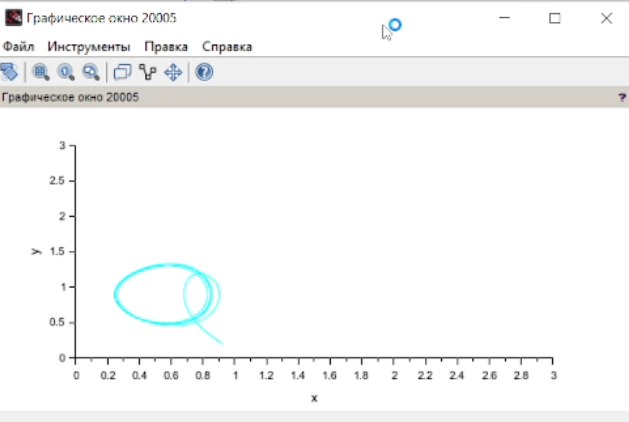 Графическое окно 20005
Файл Инструменты Правка Справка
Графическое окно 20005 ?
3
2.5
2
1.5
y
1
0.5
0
0 0.2 0.4 0.6 0.8 1 1.2 1.4 1.6 1.8 2 2.2 2.4 2.6 2.8 3
x